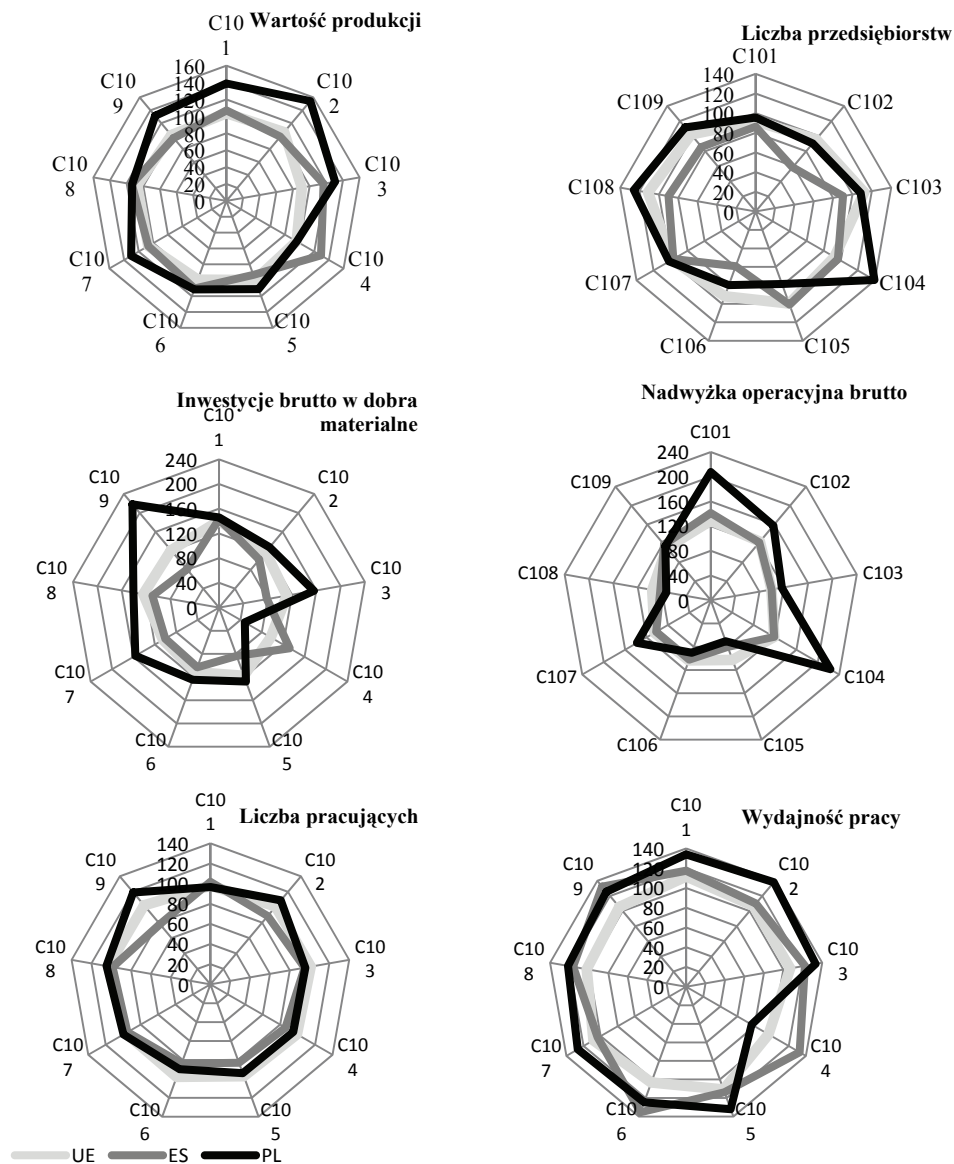 Wartość produkcji
C10
1
C10
2
C10
3
C10
4
C10
5
C10
6
C10
7
C10
8
C10
9
160
140
120
100
80
60
40
20
0
Liczba przedsiębiorstw
C101
C102
C103
C104
C105
C106
C107
C108
C109
140
120
100
80
60
40
20
0
Inwestycje brutto w dobra
materialne
C10
1
C10
2
C10
3
C10
4
C10
5
C10
6
C10
7
C10
8
C10
9
240
200
160
120
80
40
0
Nadwyżka operacyjna brutto
C101
C102
C103
C104
C105
C106
C107
C108
C109
240
200
160
120
80
40
0
Liczba pracujących
C10
1
C10
2
C10
3
C10
4
C10
5
C10
6
C10
7
C10
8
C10
9
140
120
100
80
60
40
20
0
Wydajność pracy
C10
1
C10
2
C10
3
C10
4
C10
5
C10
6
C10
7
C10
8
C10
9
140
120
100
80
60
40
20
0
UE ES PL